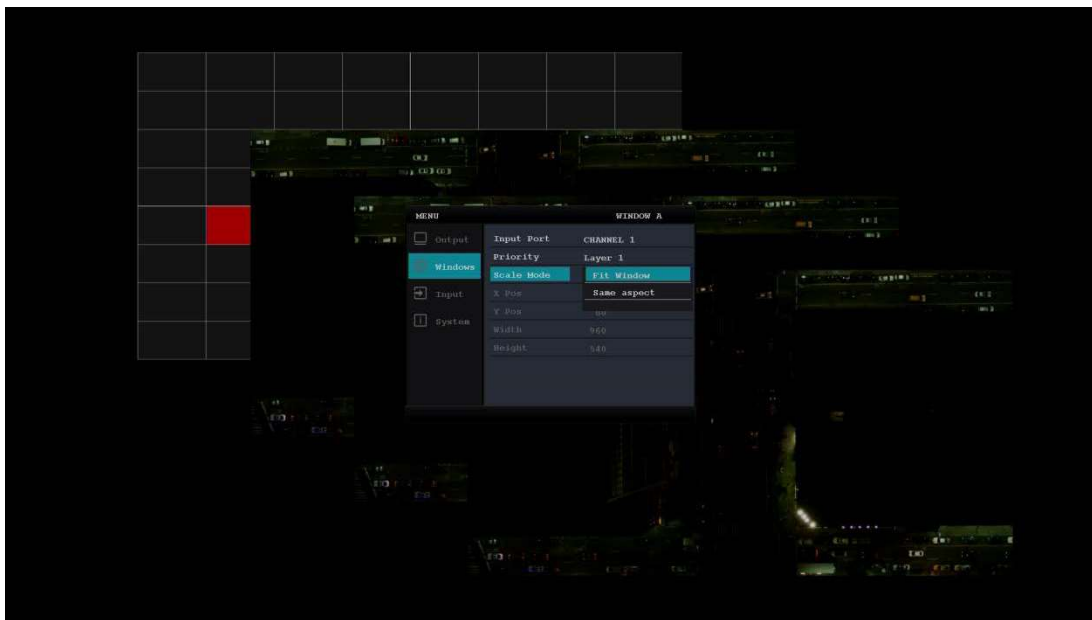 MENU
WINDOW A
Output
Windows
Input
System
Input Port CHANNEL 1
Priority Layer 1
Scale Mode Fit Window
Same aspect
X Pos
Y Pos
Width 960
Height 540